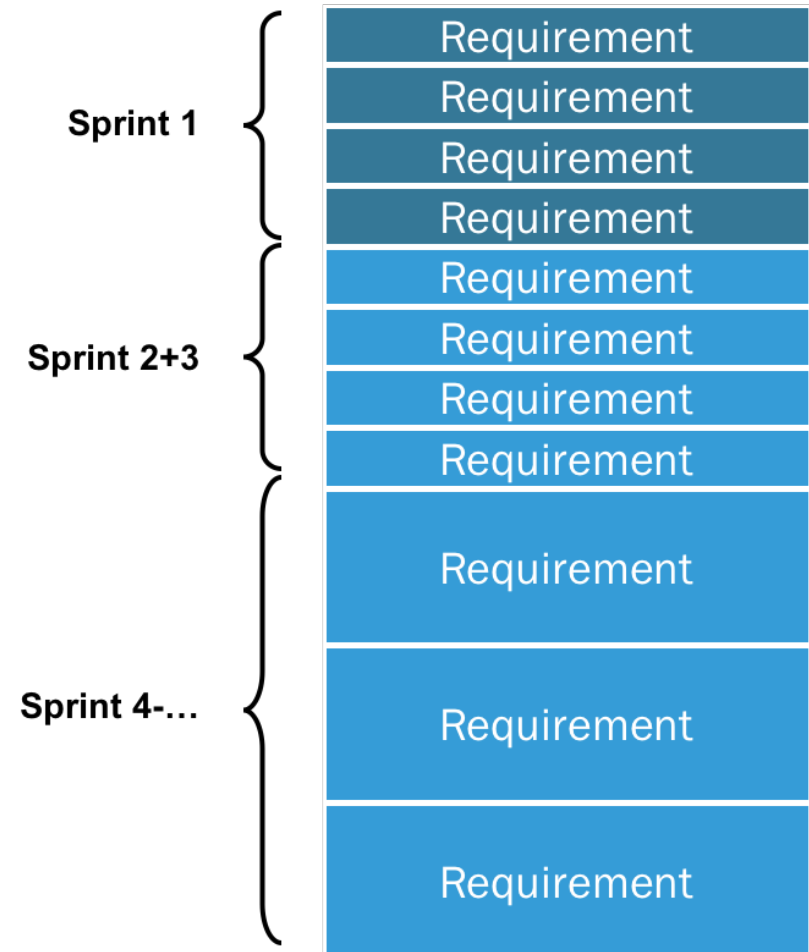 Sprint 1
Requirement
Requirement
Requirement
Requirement
Sprint 2+3
Requirement
Requirement
Requirement
Requirement
Sprint 4-…
Requirement
Requirement
Requirement